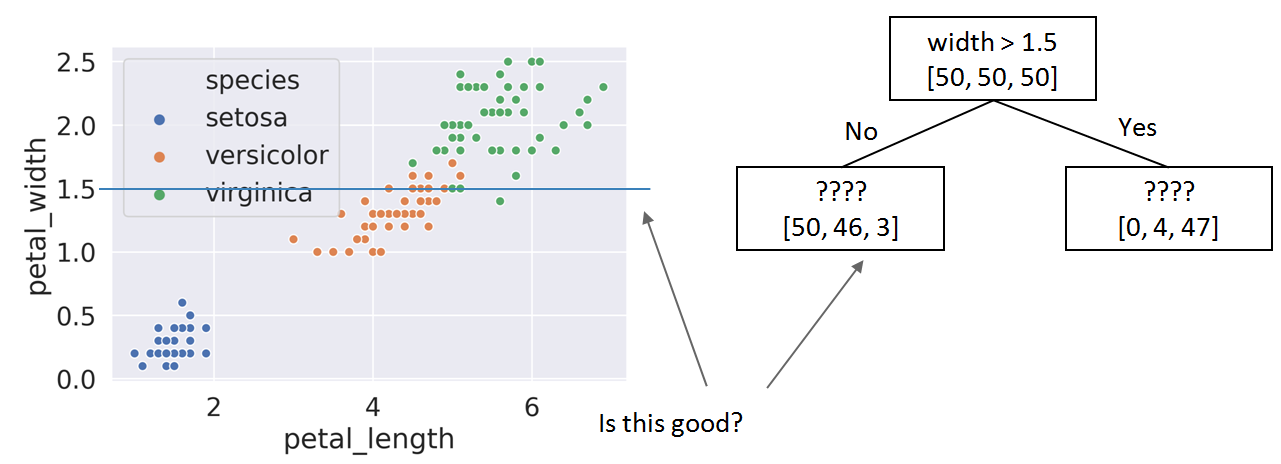 2.5
2.0
1.5
1.0
0.5
0.0
petal_width
species
setosa
versicolor
virginica
2
4
6
petal_length
width > 1.5
[50, 50, 50]
No
Yes
????
[50, 46, 3]
????
[0, 4, 47]
Is this good?